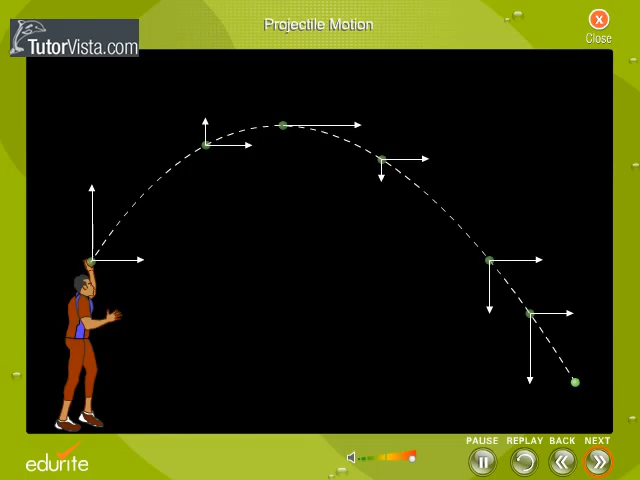 Projectile Motion
TutorVista.com
Close
PAUSE REPLAY BACK NEXT
edurite